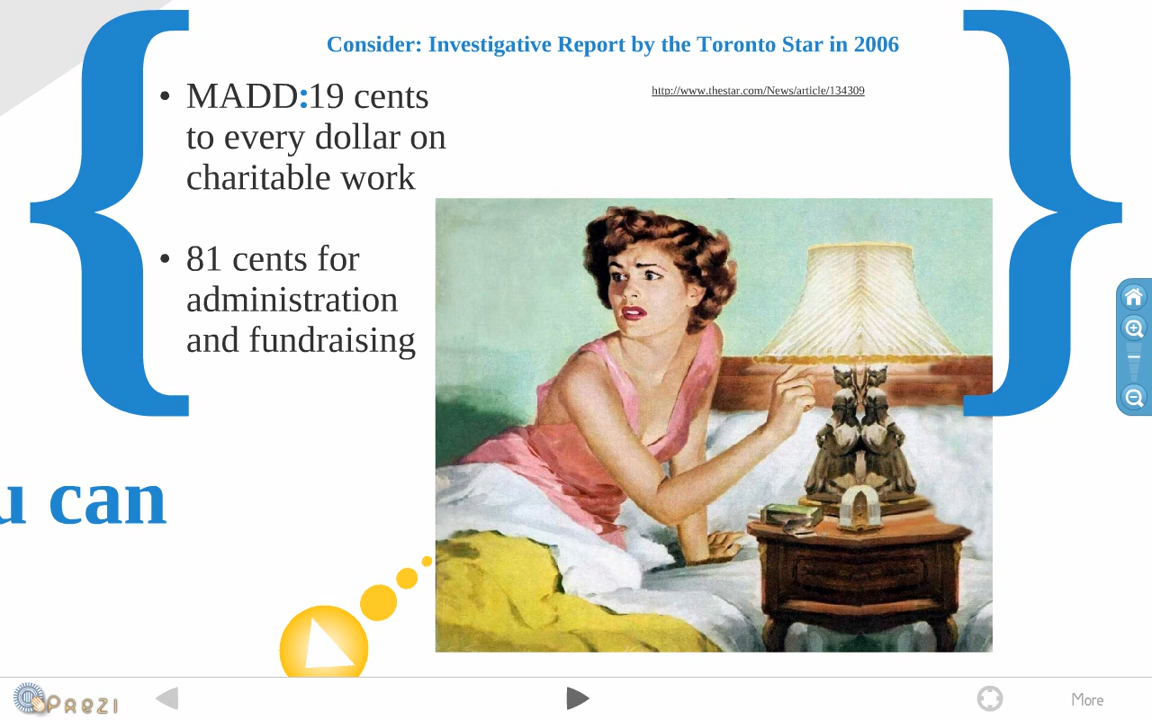 Consider: Investigative Report by the Toronto Star in 2006
http://www.thestar.com/News/article/134309
• MADD:19 cents
to every dollar on
charitable work
• 81 cents for
administration
and fundraising
u can
PREZI
More